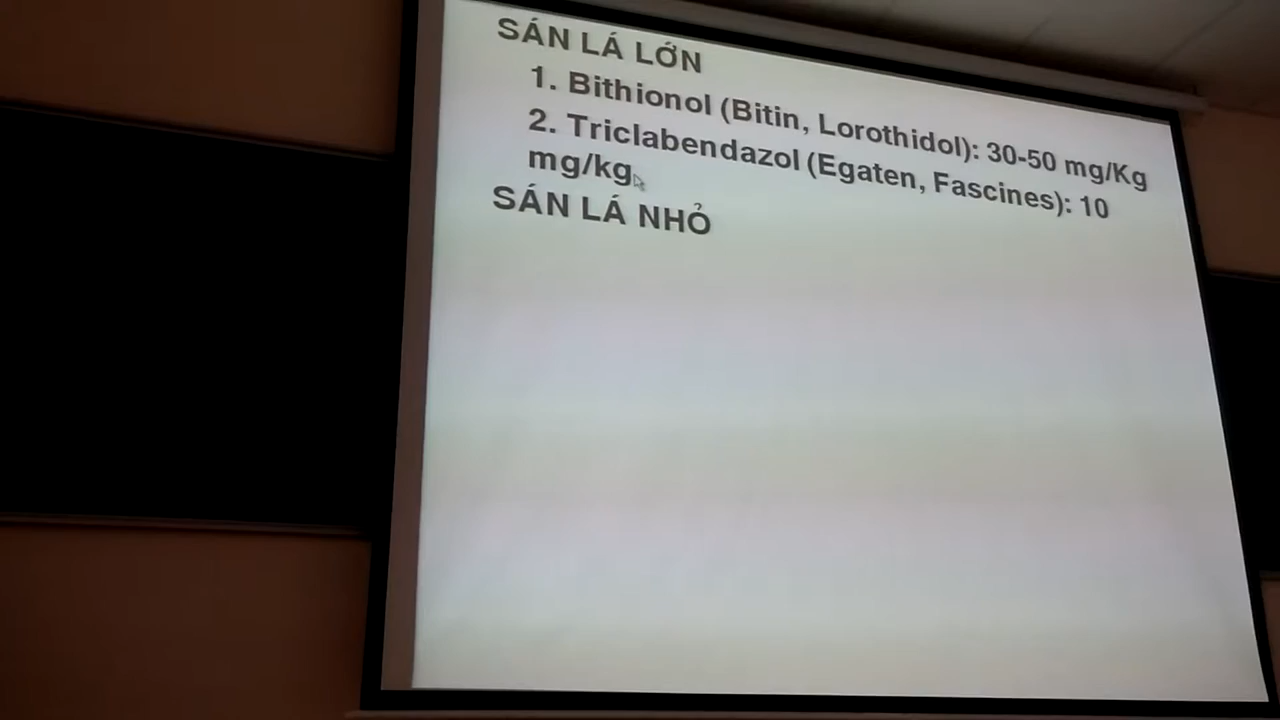 SÁN LÁ LỚN
1. Bithionol (Bitin, Lorothidol): 30-50 mg/Kg
2. Triclabendazol (Egaten, Fascines): 10
mg/kg
SÁN LÁ NHỎ